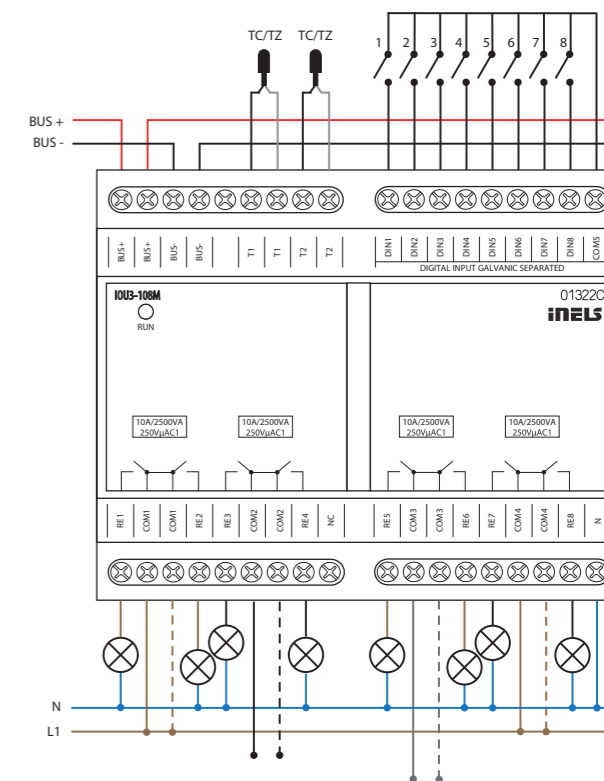 TC/TZ TC/TZ
1 2 3 4 5 6 7 8
BUS +
BUS -
BUS+ BUS+ BUS- BUS- T1 T1 T2 T2 DIN1 DIN2 DIN3 DIN4 DIN5 DIN6 DIN7 DIN8 COM5
DIGITAL INPUT GALVANIC SEPARATED
IOU3-108M
RUN
01322C
iNELS
10A/2500VA 10A/2500VA 10A/2500VA 10A/2500VA
250VµAC1 250VµAC1 250VµAC1 250VµAC1
RE1 COM1 COM1 RE2 RE3 COM2 COM2 RE4 NC RE5 COM3 COM3 RE6 RE7 COM4 COM4 RE8 N
N
L1